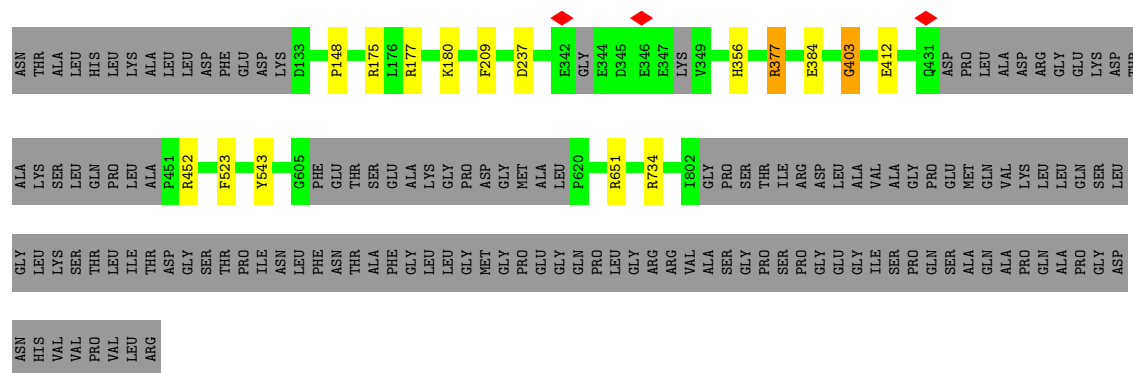 ASN THR ALA LEU HIS LEU LEU LYS ALA LEU LEU ASP PHE GLU ASP LYS D133 P148 R175 L176 R177 K180 F209 D237 E342 GLY E344 D345 E346 E347 LYS V349 H356 R377 E384 G403 E412 Q431 ASP PRO LEU ALA ASP ARG GLY GLU LYS ASP THR
ALA LYS SER LEU GLN PRO LEU ALA P451 R452 F523 Y543 G605 PHE GLU THR SER GLU ALA LYS GLY PRO ASP GLY MET ALA LEU P620 R651 R734 I802 GLY PRO SER THR ILE ARG ASP LEU ALA VAL ALA GLY PRO GLU MET GLN VAL LYS LEU LEU GLN SER LEU
GLY LEU LYS SER THR LEU ILE THR ASP GLY SER THR PRO ILE ASN LEU PHE ASN THR ALA PHE GLY LEU LEU GLY MET GLY PRO GLU GLY GLN PRO LEU GLY ARG ARG VAL ALA SER GLY PRO SER PRO GLY GLU GLY ILE SER PRO GLN SER ALA GLN ALA PRO GLN ALA PRO GLY ASP
ASN HIS VAL VAL PRO VAL LEU ARG